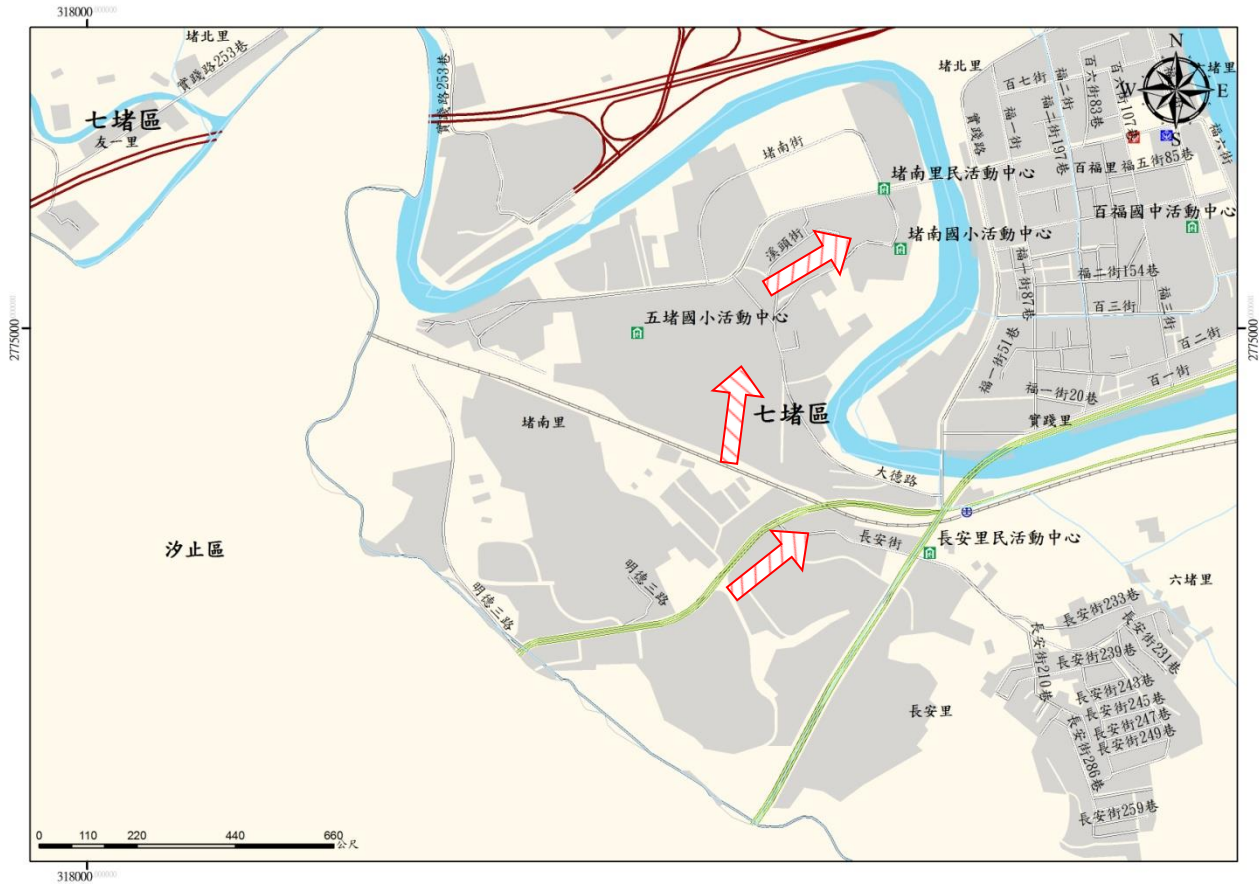 318000
堵北里
實踐路253巷
七堵區
友一里
實踐路253巷
堵南街
堵北里
百七街
福一街
福二街
百六街83巷
百六街107巷
N
W
E
S
六堵里
實踐路
福二街197巷
百福里
福五街85巷
福六街
堵南里民活動中心
百福國中活動中心
溪頭街
堵南國小活動中心
福二街154巷
福一街87巷
百三街
福三街
百二街
五堵國小活動中心
2775000
2775000
福一街51巷
福一街20巷
百一街
堵南里
七堵區
實踐里
大德路
汐止區
長安街
長安里民活動中心
明德三路
明德三路
六堵里
長安街233巷
長安街231巷
長安街239巷
長安街210巷
長安街243巷
長安街245巷
長安街247巷
長安街249巷
長安里
長安街286巷
長安街259巷
0 110 220 440 660
公尺
318000